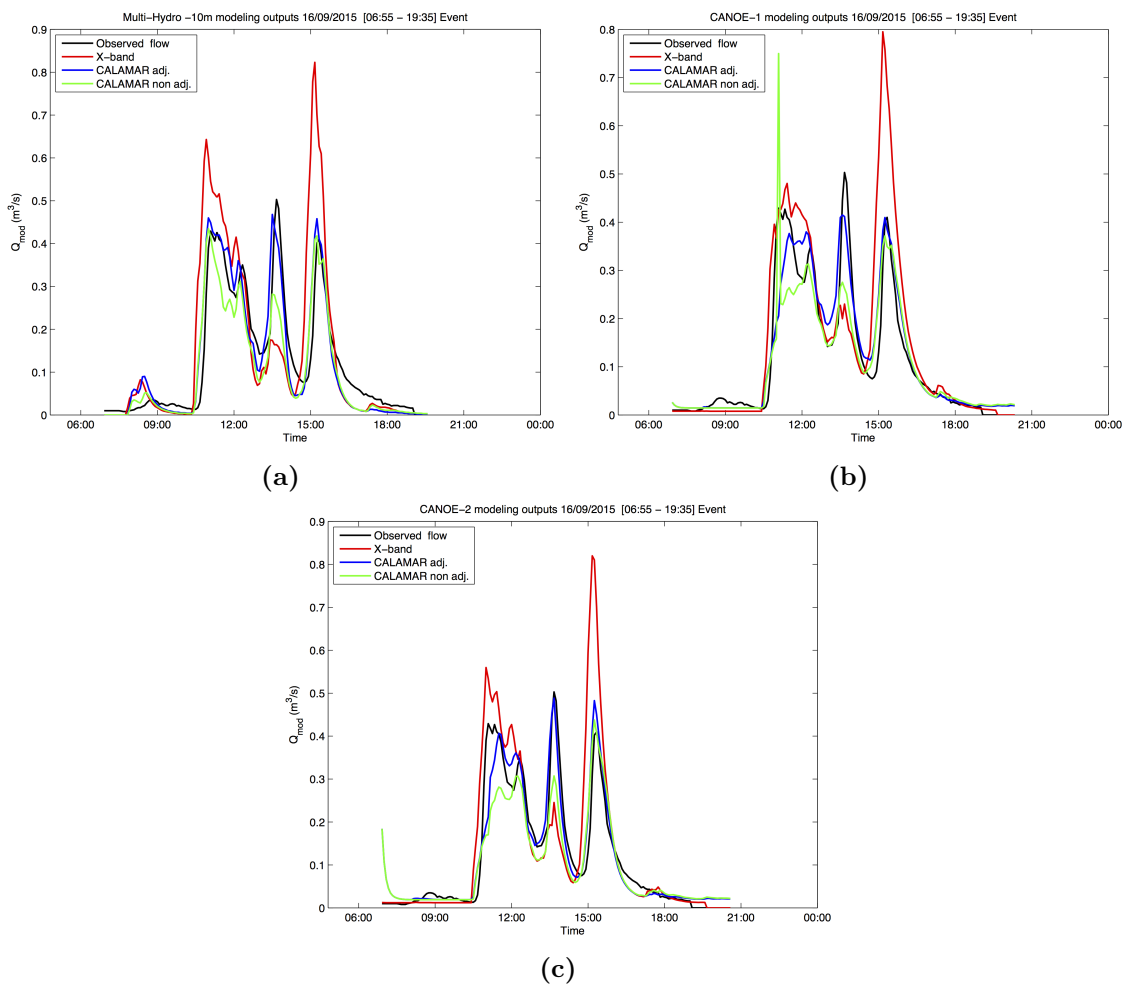 Multi-Hydro -10m modeling outputs 16/09/2015 [06:55 - 19:35] Event
0.9
0.8
0.7
0.6
0.5
0.4
0.3
0.2
0.1
0
Q_mod (m³/s)
Observed flow
X-band
CALAMAR adj.
CALAMAR non adj.
06:00 09:00 12:00 15:00 18:00 21:00 00:00
Time
(a)
CANOE-1 modeling outputs 16/09/2015 [06:55 - 19:35] Event
0.8
0.7
0.6
0.5
0.4
0.3
0.2
0.1
0
Q_mod (m³/s)
Observed flow
X-band
CALAMAR adj.
CALAMAR non adj.
06:00 09:00 12:00 15:00 18:00 21:00 00:00
Time
(b)
CANOE-2 modeling outputs 16/09/2015 [06:55 - 19:35] Event
0.9
0.8
0.7
0.6
0.5
0.4
0.3
0.2
0.1
0
Q_mod (m³/s)
Observed flow
X-band
CALAMAR adj.
CALAMAR non adj.
06:00 09:00 12:00 15:00 18:00 21:00 00:00
Time
(c)